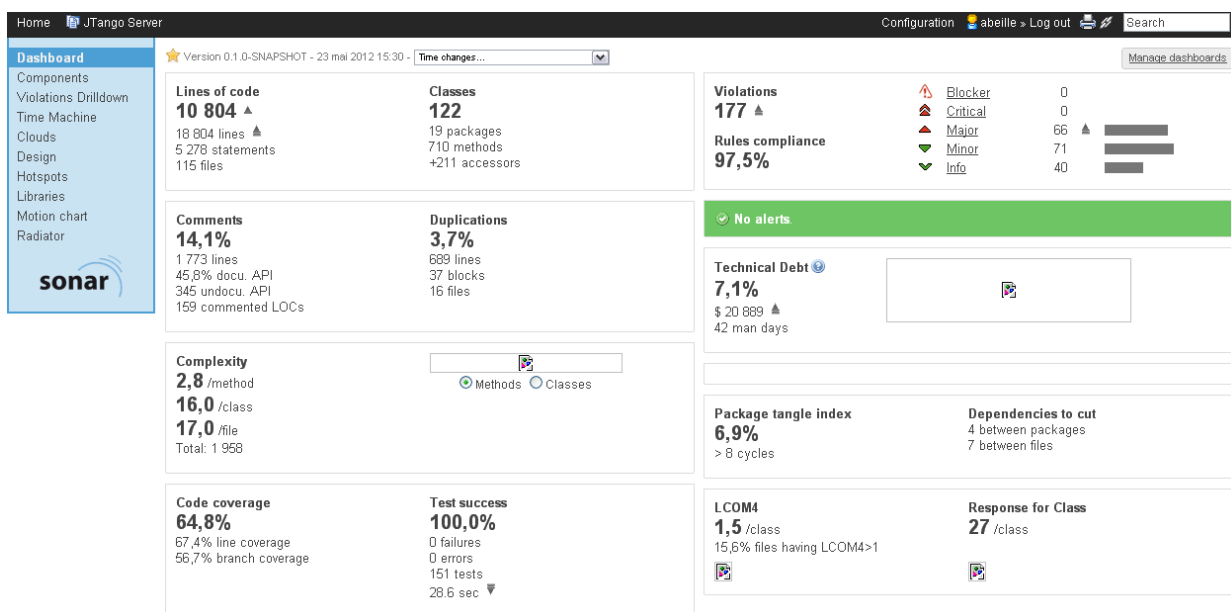 Home JTango Server Configuration abeille » Log out Search
Dashboard
Components
Violations Drilldown
Time Machine
Clouds
Design
Hotspots
Libraries
Motion chart
Radiator
sonar
Version 0.1.0-SNAPSHOT - 23 mai 2012 15:30 - Time changes... Manage dashboards
Lines of code
10 804
18 804 lines
5 278 statements
115 files
Classes
122
19 packages
710 methods
+211 accessors
Comments
14,1%
1 773 lines
45,8% docu. API
345 undocu. API
159 commented LOCs
Duplications
3,7%
689 lines
37 blocks
16 files
Complexity
2,8 /method
16,0 /class
17,0 /file
Total: 1 958
Methods Classes
Code coverage
64,8%
67,4% line coverage
56,7% branch coverage
Test success
100,0%
0 failures
0 errors
151 tests
28.6 sec
Violations
177
Rules compliance
97,5%
Blocker 0
Critical 0
Major 66
Minor 71
Info 40
No alerts.
Technical Debt ?
7,1%
$ 20 889
42 man days
Package tangle index
6,9%
> 8 cycles
Dependencies to cut
4 between packages
7 between files
LCOM4
1,5 /class
15,6% files having LCOM4>1
Response for Class
27 /class